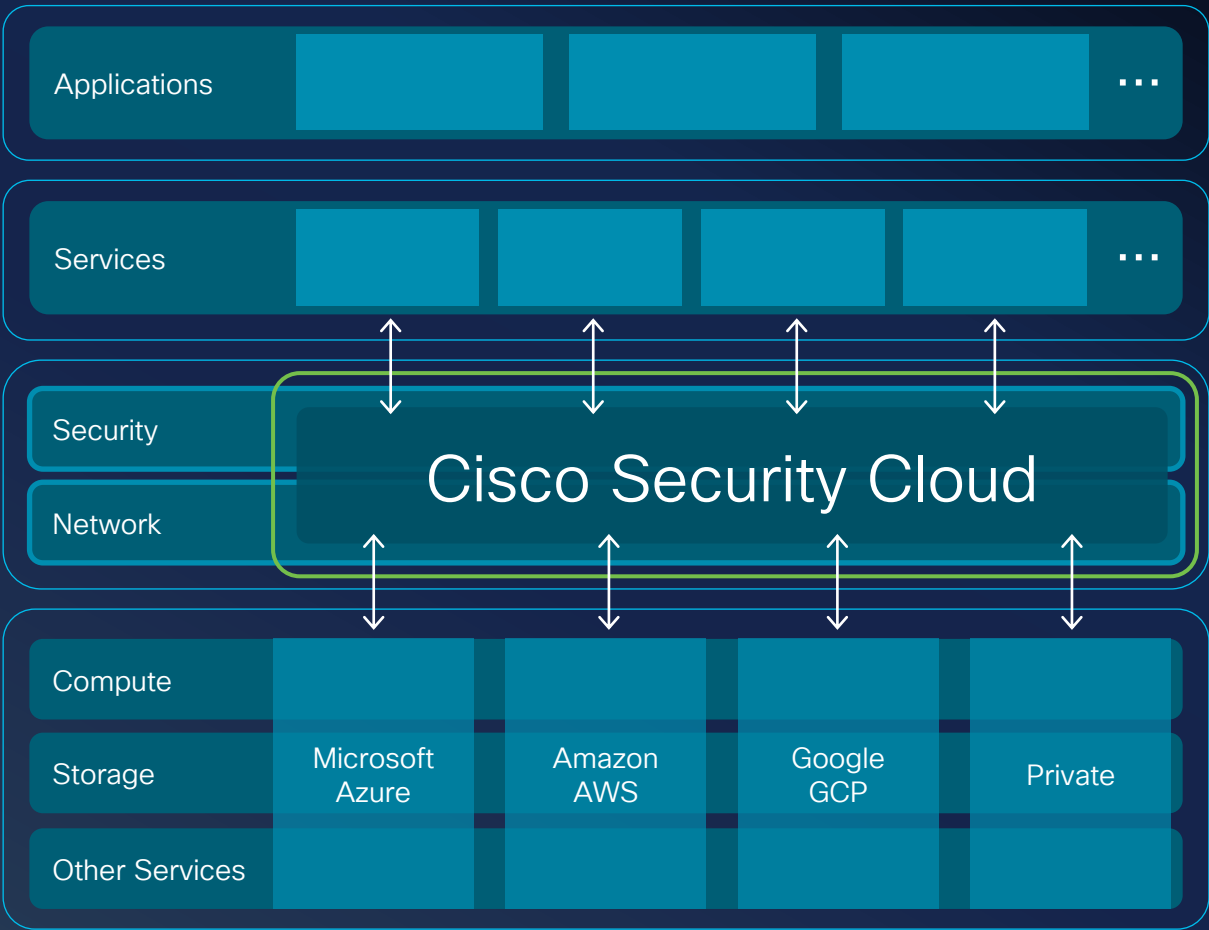 Applications
...
Services
...
Security
Cisco Security Cloud
Network
Compute
Storage
Microsoft
Azure
Amazon
AWS
Google
GCP
Private
Other Services